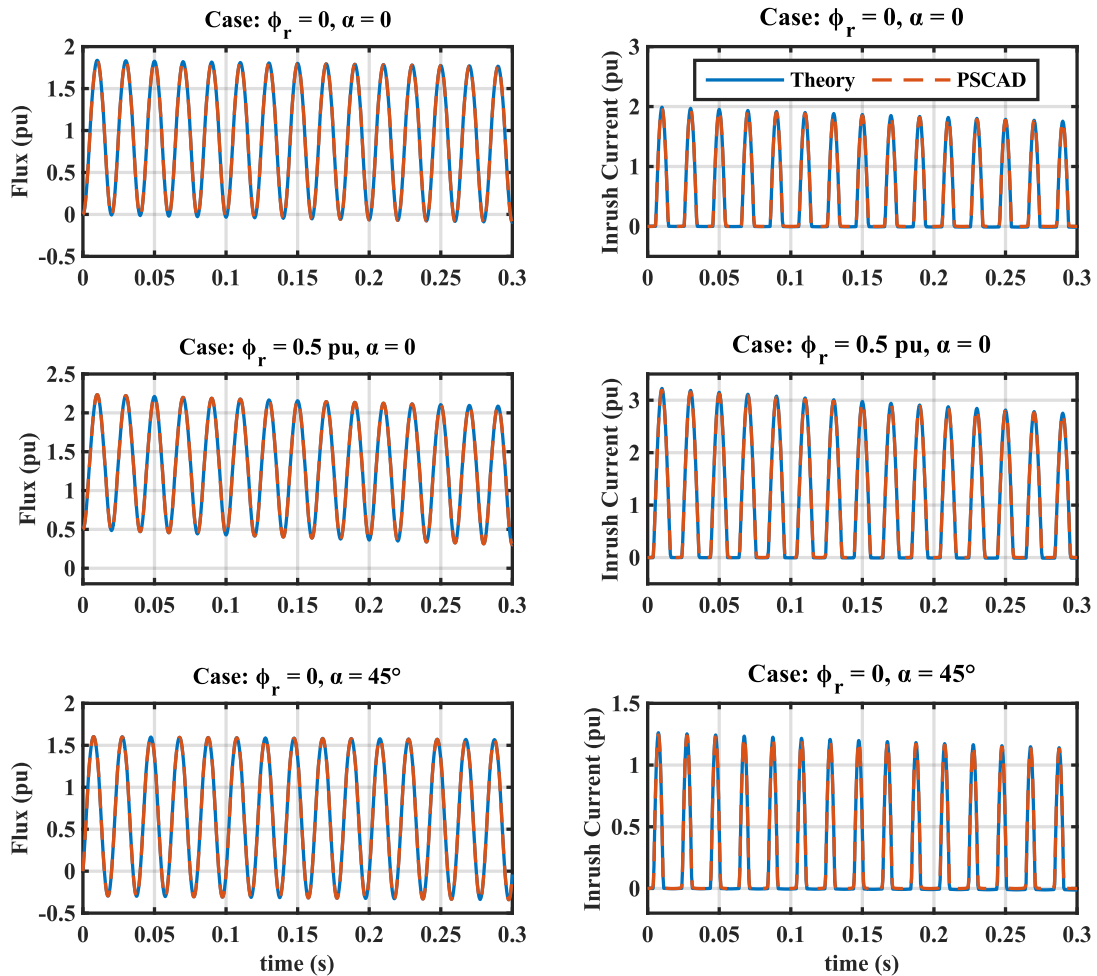 Case: ϕr = 0, α = 0
Flux (pu)
2
1.5
1
0.5
0
-0.5
0 0.05 0.1 0.15 0.2 0.25 0.3
Case: ϕr = 0, α = 0
Inrush Current (pu)
Theory PSCAD
3
2
1
0
0 0.05 0.1 0.15 0.2 0.25 0.3
Case: ϕr = 0.5 pu, α = 0
Flux (pu)
2.5
2
1.5
1
0.5
0
0 0.05 0.1 0.15 0.2 0.25 0.3
Case: ϕr = 0.5 pu, α = 0
Inrush Current (pu)
3
2
1
0
0 0.05 0.1 0.15 0.2 0.25 0.3
Case: ϕr = 0, α = 45°
Flux (pu)
2
1.5
1
0.5
0
-0.5
0 0.05 0.1 0.15 0.2 0.25 0.3
time (s)
Case: ϕr = 0, α = 45°
Inrush Current (pu)
1.5
1
0.5
0
0 0.05 0.1 0.15 0.2 0.25 0.3
time (s)